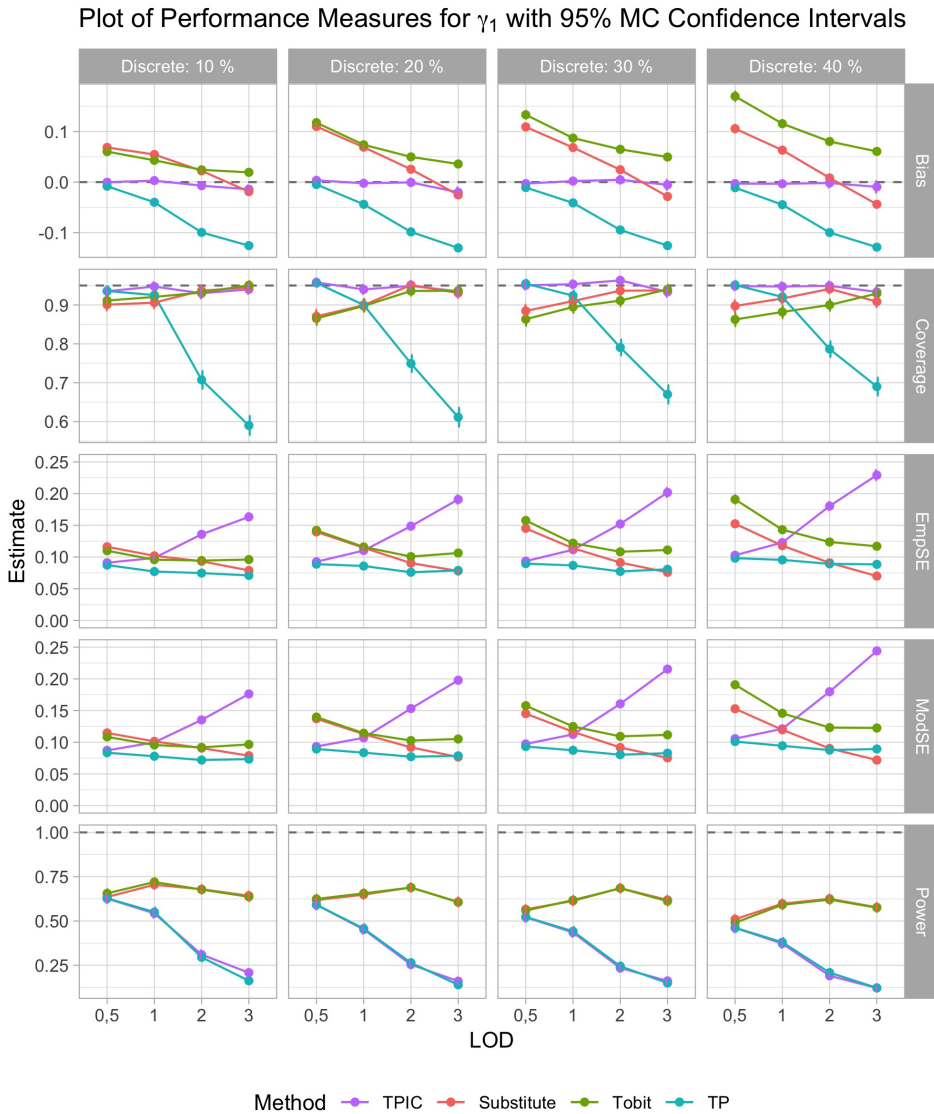 Plot of Performance Measures for γ₁ with 95% MC Confidence Intervals
Discrete: 10 %
Discrete: 20 %
Discrete: 30 %
Discrete: 40 %
0.1
0.0
-0.1
Bias
0.9
0.8
0.7
0.6
Coverage
Estimate
0.25
0.20
0.15
0.10
0.05
0.00
EmpSE
0.25
0.20
0.15
0.10
0.05
0.00
ModSE
1.00
0.75
0.50
0.25
Power
0,5 1 2 3
0,5 1 2 3
0,5 1 2 3
0,5 1 2 3
LOD
Method TPIC Substitute Tobit TP